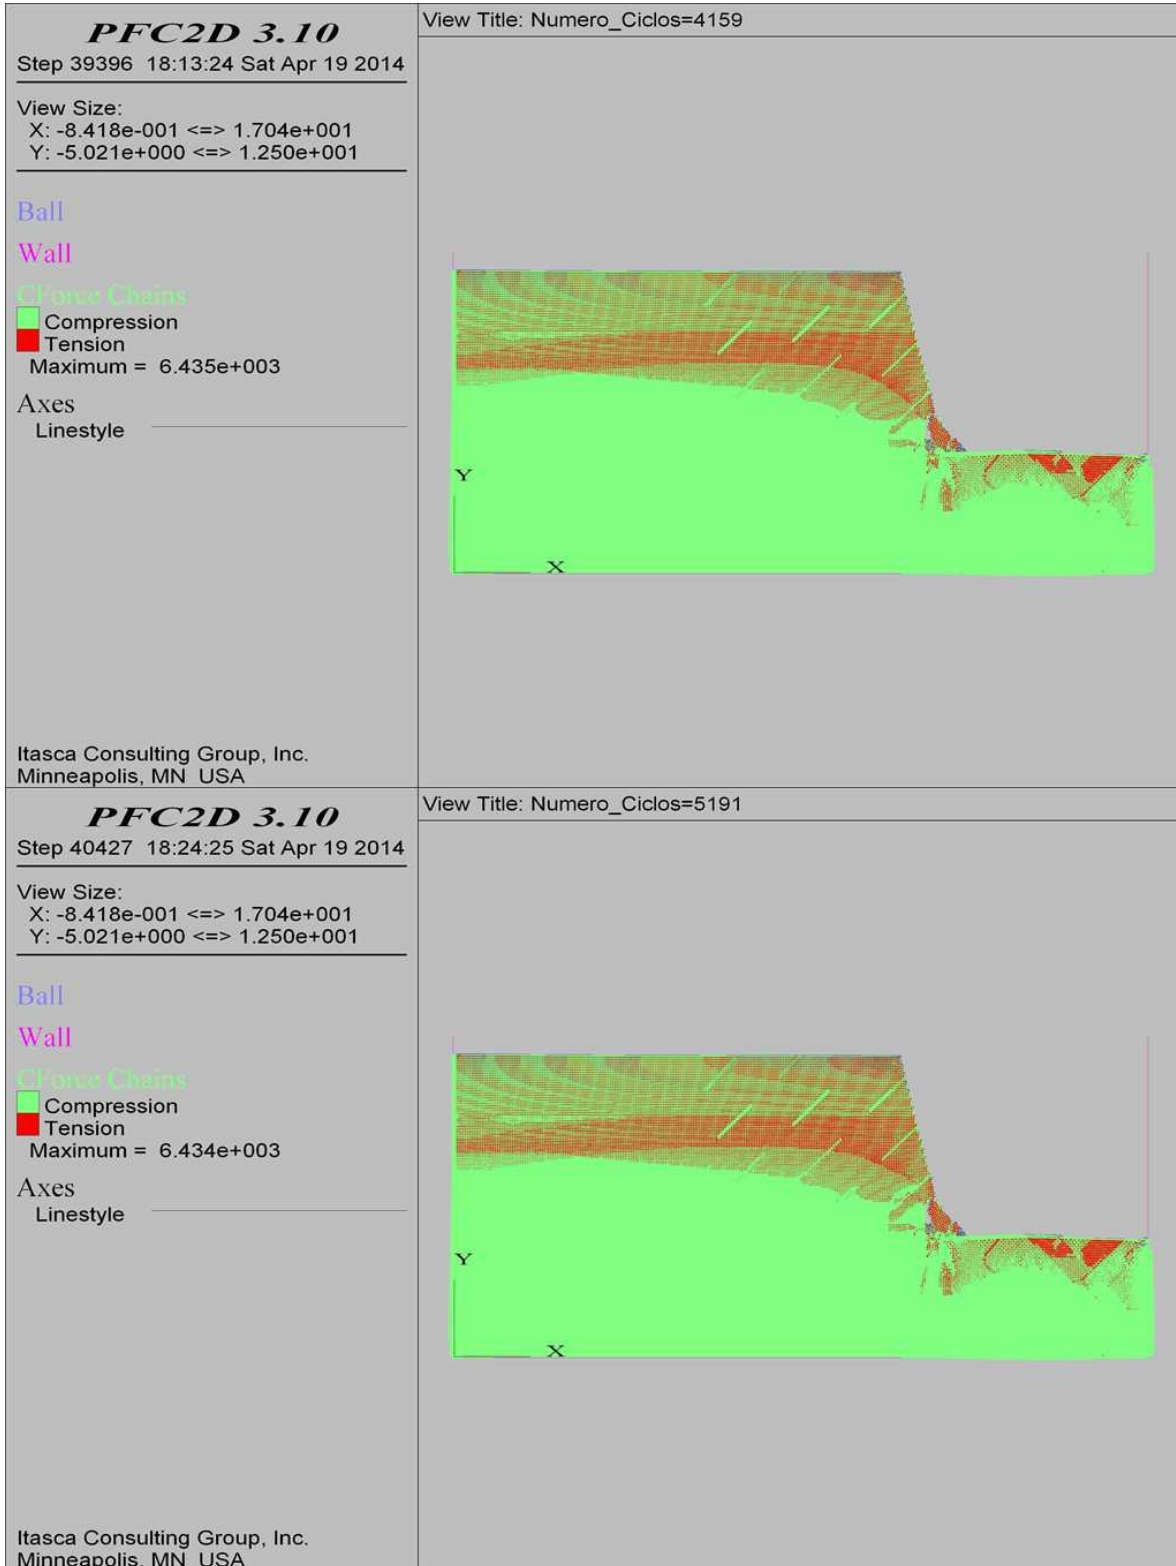 PFC2D 3.10
Step 39396 18:13:24 Sat Apr 19 2014
View Size:
X: -8.418e-001 <=> 1.704e+001
Y: -5.021e+000 <=> 1.250e+001
Ball
Wall
CForce Chains
Compression
Tension
Maximum = 6.435e+003
Axes
Linestyle
Itasca Consulting Group, Inc.
Minneapolis, MN USA
View Title: Numero_Ciclos=4159
Y
X
PFC2D 3.10
Step 40427 18:24:25 Sat Apr 19 2014
View Size:
X: -8.418e-001 <=> 1.704e+001
Y: -5.021e+000 <=> 1.250e+001
Ball
Wall
CForce Chains
Compression
Tension
Maximum = 6.434e+003
Axes
Linestyle
Itasca Consulting Group, Inc.
Minneapolis, MN USA
View Title: Numero_Ciclos=5191
Y
X